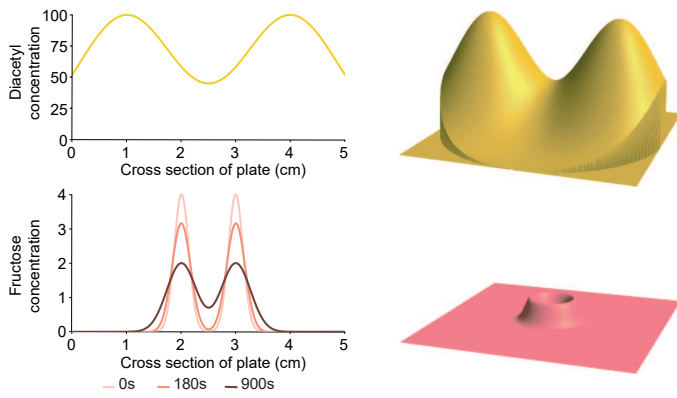 Diacetyl
concentration
100
75
50
25
0
0 1 2 3 4 5
Cross section of plate (cm)
Fructose
concentration
4
3
2
1
0
0 1 2 3 4 5
Cross section of plate (cm)
0s 180s 900s